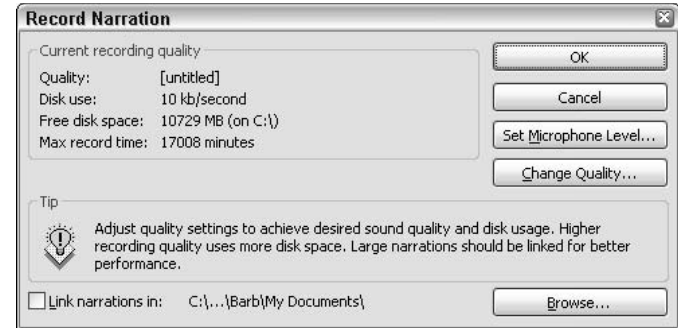 Record Narration
Current recording quality
OK
Quality: [untitled]
Disk use: 10 kb/second
Cancel
Free disk space: 10729 MB (on C:\)
Max record time: 17008 minutes
Set Microphone Level...
Change Quality...
Tip
Adjust quality settings to achieve desired sound quality and disk usage. Higher
recording quality uses more disk space. Large narrations should be linked for better
performance.
Link narrations in: C:\...\Barb\My Documents\
Browse...